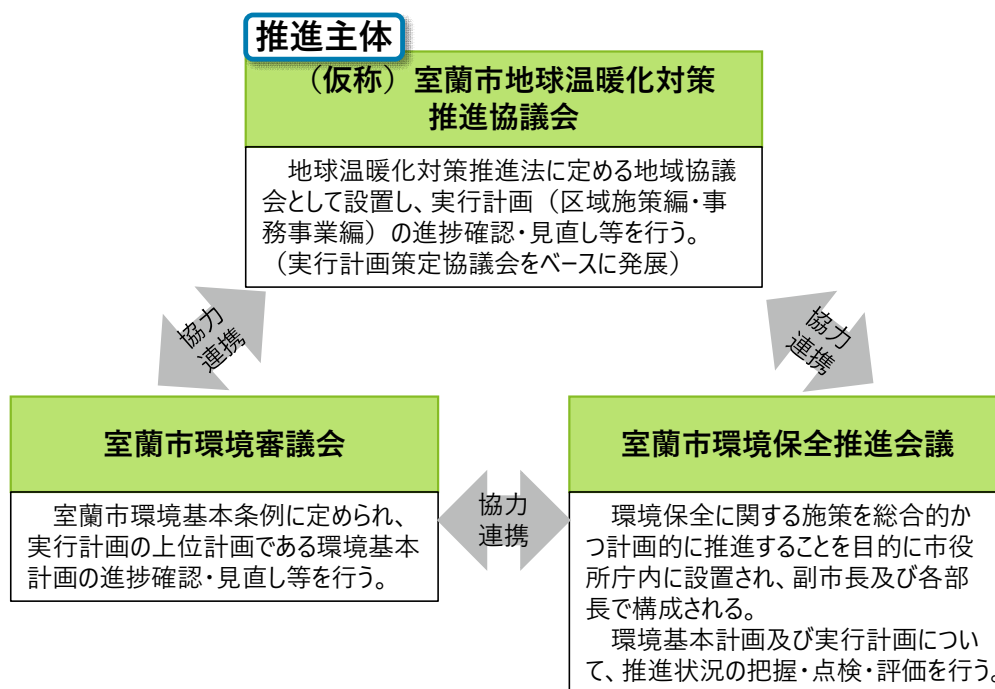 推進主体
（仮称）室蘭市地球温暖化対策
推進協議会
地球温暖化対策推進法に定める地域協議
会として設置し、実行計画（区域施策編・事
務事業編）の進捗確認・見直し等を行う。
（実行計画策定協議会をベースに発展）
協力
連携
協力
連携
室蘭市環境審議会
室蘭市環境基本条例に定められ、
実行計画の上位計画である環境基本
計画の進捗確認・見直し等を行う。
協力
連携
室蘭市環境保全推進会議
環境保全に関する施策を総合的か
つ計画的に推進することを目的に市役
所庁内に設置され、副市長及び各部
長で構成される。
環境基本計画及び実行計画につい
て、推進状況の把握・点検・評価を行う。